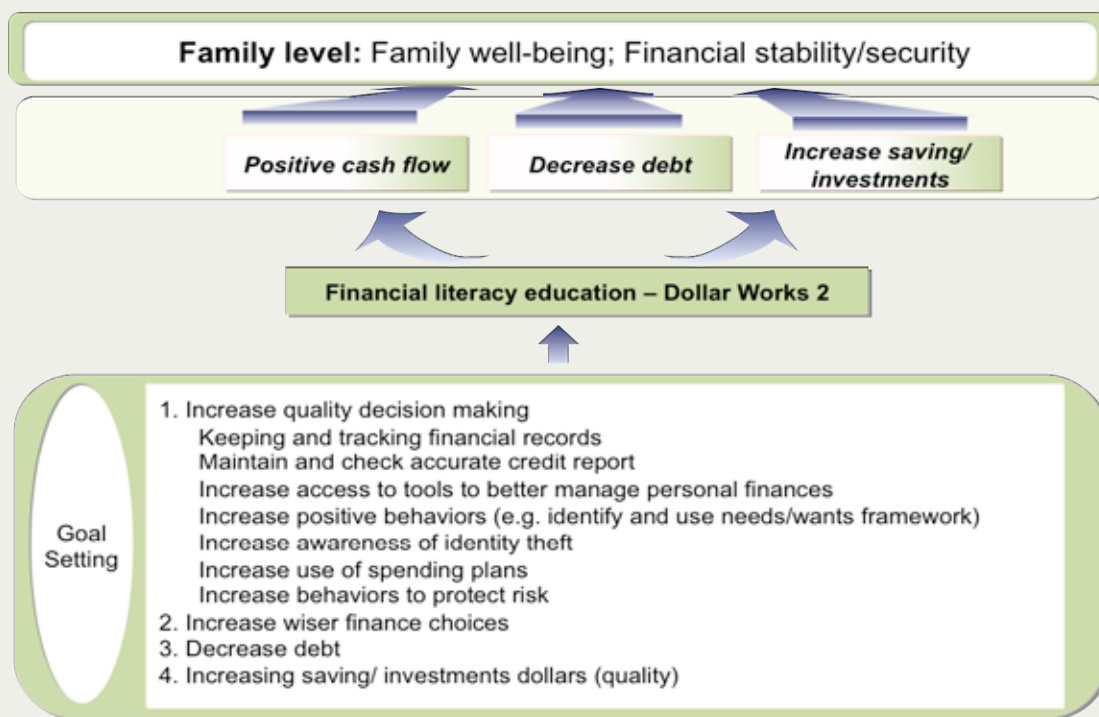 Family level: Family well-being; Financial stability/security
Positive cash flow
Decrease debt
Increase saving/
investments
Financial literacy education – Dollar Works 2
Goal
Setting
1. Increase quality decision making
Keeping and tracking financial records
Maintain and check accurate credit report
Increase access to tools to better manage personal finances
Increase positive behaviors (e.g. identify and use needs/wants framework)
Increase awareness of identity theft
Increase use of spending plans
Increase behaviors to protect risk
2. Increase wiser finance choices
3. Decrease debt
4. Increasing saving/ investments dollars (quality)